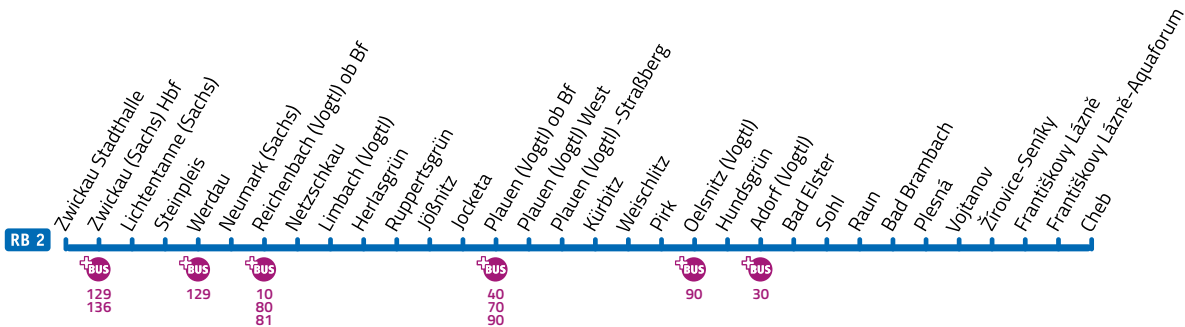 RB 2
Zwickau Stadthalle
Zwickau (Sachs) Hbf
Lichtentanne (Sachs)
Steinpleis
Werdau
Neumark (Sachs)
Reichenbach (Vogtl) ob Bf
Netzschkau
Limbach (Vogtl)
Herlasgrün
Ruppertsgrün
Jößnitz
Jocketa
Plauen (Vogtl) ob Bf
Plauen (Vogtl) West
Plauen (Vogtl) -Straßberg
Kürbitz
Weischlitz
Pirk
Oelsnitz (Vogtl)
Hundsgrün
Adorf (Vogtl)
Bad Elster
Sohl
Raun
Bad Brambach
Plesná
Vojtanov
Žirovice-Seníky
Františkovy Lázně
Františkovy Lázně-Aquaforum
Cheb
+BUS
129
136
+BUS
129
+BUS
10
80
81
+BUS
40
70
90
+BUS
90
+BUS
30